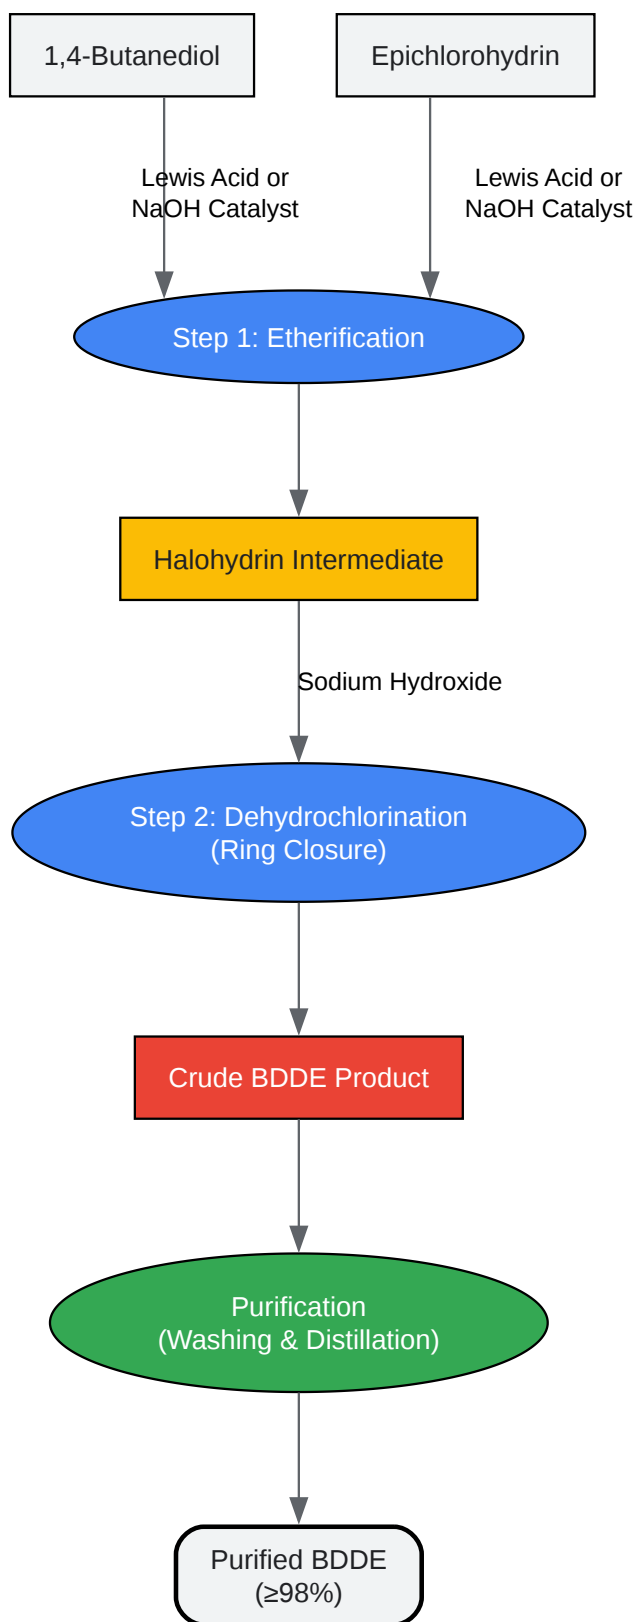 1,4-Butanediol
Epichlorohydrin
Lewis Acid or
NaOH Catalyst
Lewis Acid or
NaOH Catalyst
Step 1: Etherification
Halohydrin Intermediate
Sodium Hydroxide
Step 2: Dehydrochlorination
(Ring Closure)
Crude BDDE Product
Purification
(Washing & Distillation)
Purified BDDE
(≥98%)